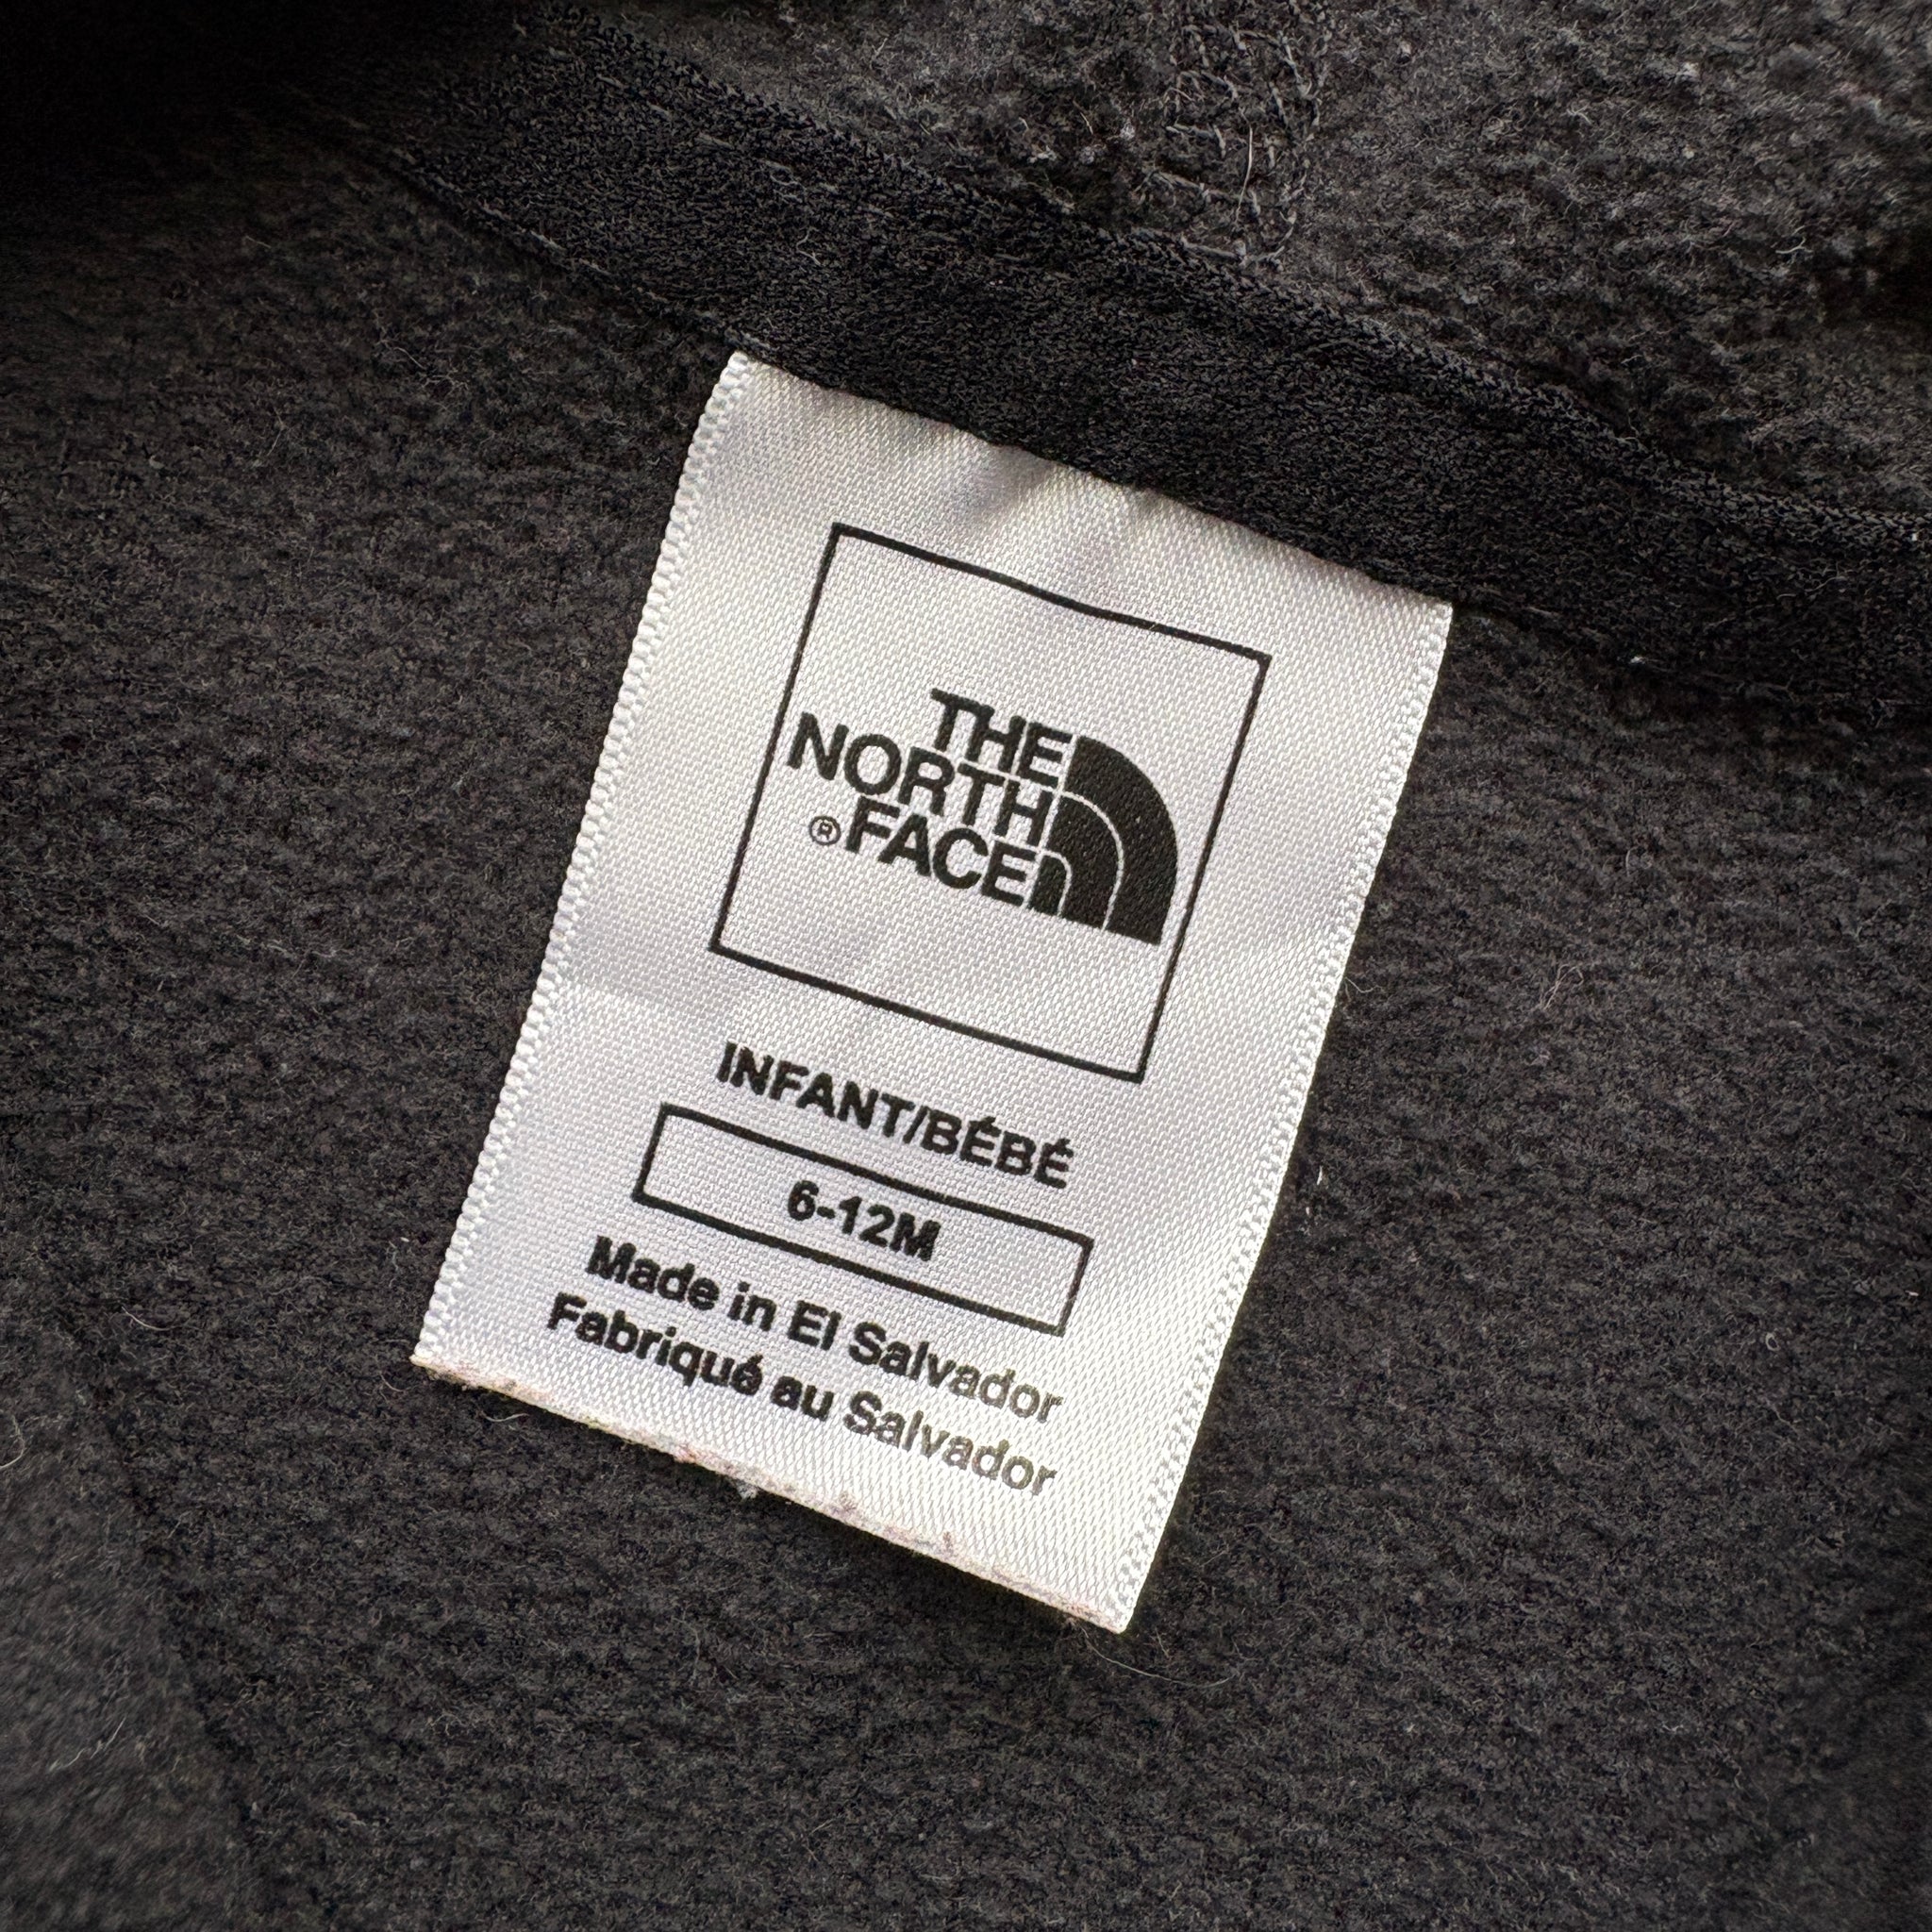 THE
NORTH
®FACE
INFANT/BÉBÉ
6-12M
Made in El Salvador
Fabriqué au Salvador